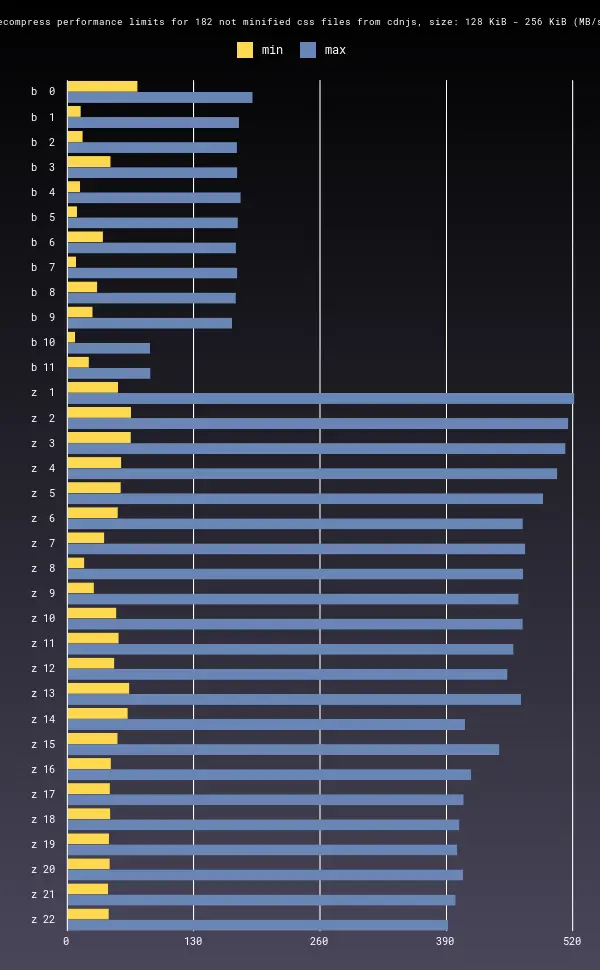 ecompress performance limits for 182 not minified css files from cdnjs, size: 128 KiB - 256 KiB (MB/s
min max
b 0
b 1
b 2
b 3
b 4
b 5
b 6
b 7
b 8
b 9
b 10
b 11
z 1
z 2
z 3
z 4
z 5
z 6
z 7
z 8
z 9
z 10
z 11
z 12
z 13
z 14
z 15
z 16
z 17
z 18
z 19
z 20
z 21
z 22
0 130 260 390 520